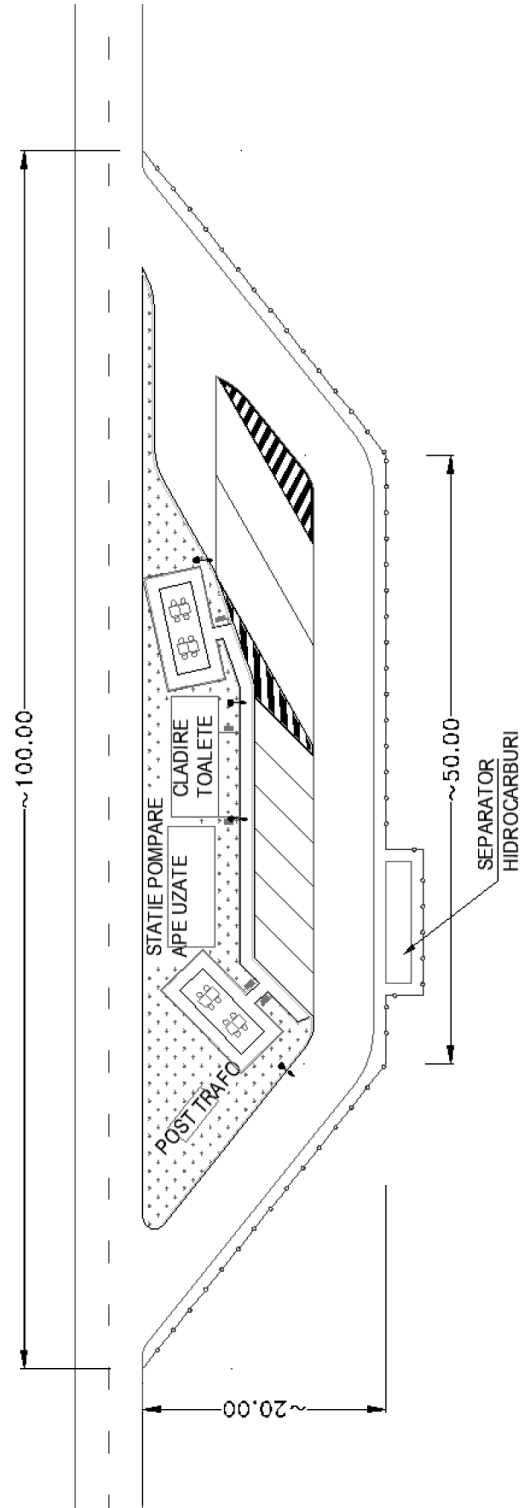 ~100.00
STATIE POMPARE
APE UZATE
CLADIRE
TOALETE
POST TRAFO
~50.00
SEPARATOR
HIDROCARBURI
~20.00